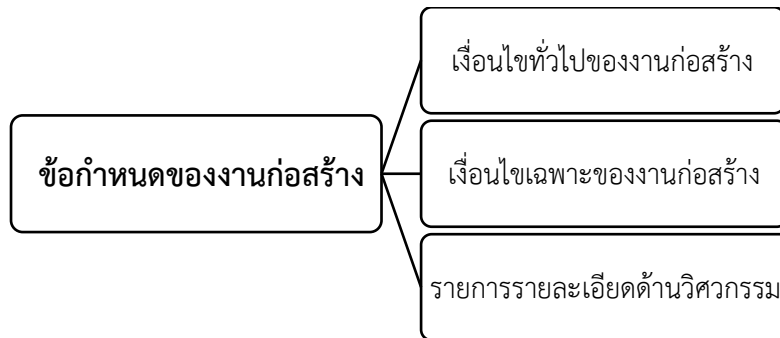 เงื่อนไขทั่วไปของงานก่อสร้าง
ข้อกำหนดของงานก่อสร้าง
เงื่อนไขเฉพาะของงานก่อสร้าง
รายการรายละเอียดด้านวิศวกรรม